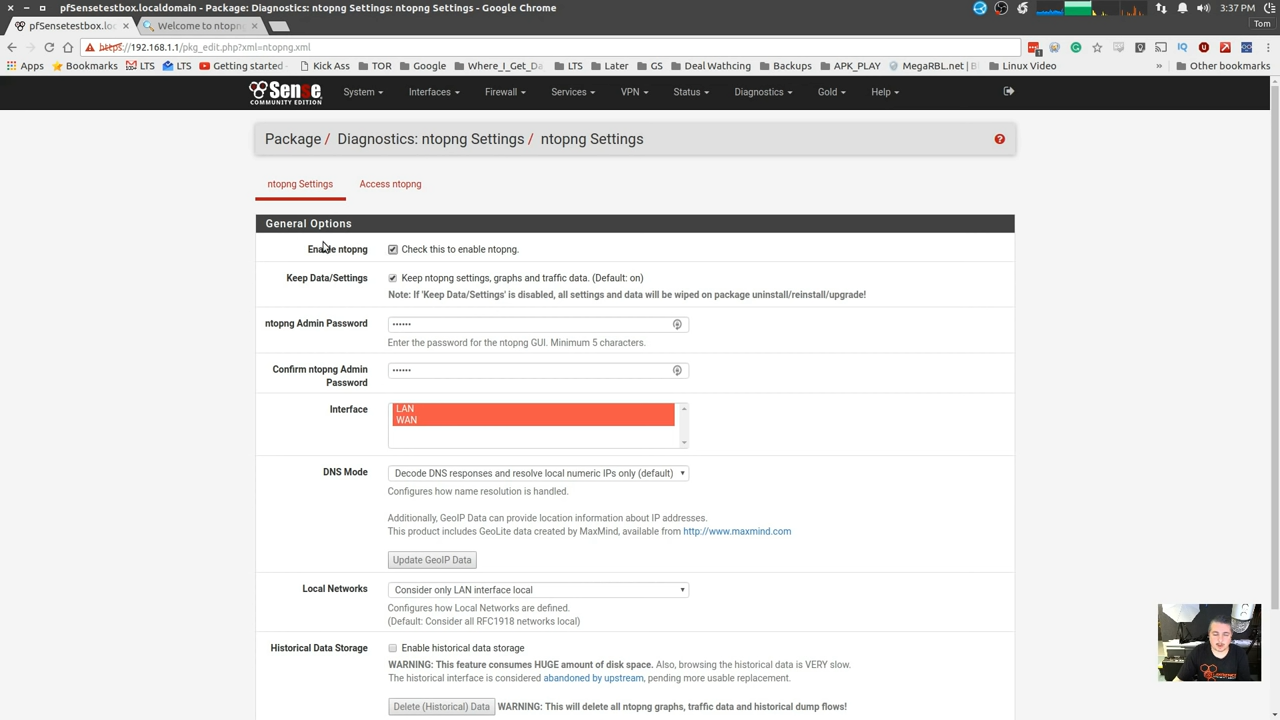 pfSensetestbox.localdomain - Package: Diagnostics: ntopng Settings: ntopng Settings - Google Chrome
3:37 PM
pfSensetestbox.loc
Welcome to ntopn
Tom
https://192.168.1.1/pkg_edit.php?xml=ntopng.xml
Apps
Bookmarks
LTS
LTS
Getting started
Kick Ass
TOR
Google
Where_I_Get_Da
LTS
Later
GS
Deal Wathcing
Backups
APK_PLAY
MegaRBL.net | Bl
Linux Video
»
Other bookmarks
Sense
COMMUNITY EDITION
System
Interfaces
Firewall
Services
VPN
Status
Diagnostics
Gold
Help
Package / Diagnostics: ntopng Settings / ntopng Settings
ntopng Settings
Access ntopng
General Options
Enable ntopng
Check this to enable ntopng.
Keep Data/Settings
Keep ntopng settings, graphs and traffic data. (Default: on)
Note: If 'Keep Data/Settings' is disabled, all settings and data will be wiped on package uninstall/reinstall/upgrade!
ntopng Admin Password
••••••
Enter the password for the ntopng GUI. Minimum 5 characters.
Confirm ntopng Admin
Password
••••••
Interface
LAN
WAN
DNS Mode
Decode DNS responses and resolve local numeric IPs only (default)
Configures how name resolution is handled.
Additionally, GeoIP Data can provide location information about IP addresses.
This product includes GeoLite data created by MaxMind, available from http://www.maxmind.com
Update GeoIP Data
Local Networks
Consider only LAN interface local
Configures how Local Networks are defined.
(Default: Consider all RFC1918 networks local)
Historical Data Storage
Enable historical data storage
WARNING: This feature consumes HUGE amount of disk space. Also, browsing the historical data is VERY slow.
The historical interface is considered abandoned by upstream, pending more usable replacement.
Delete (Historical) Data
WARNING: This will delete all ntopng graphs, traffic data and historical dump flows!